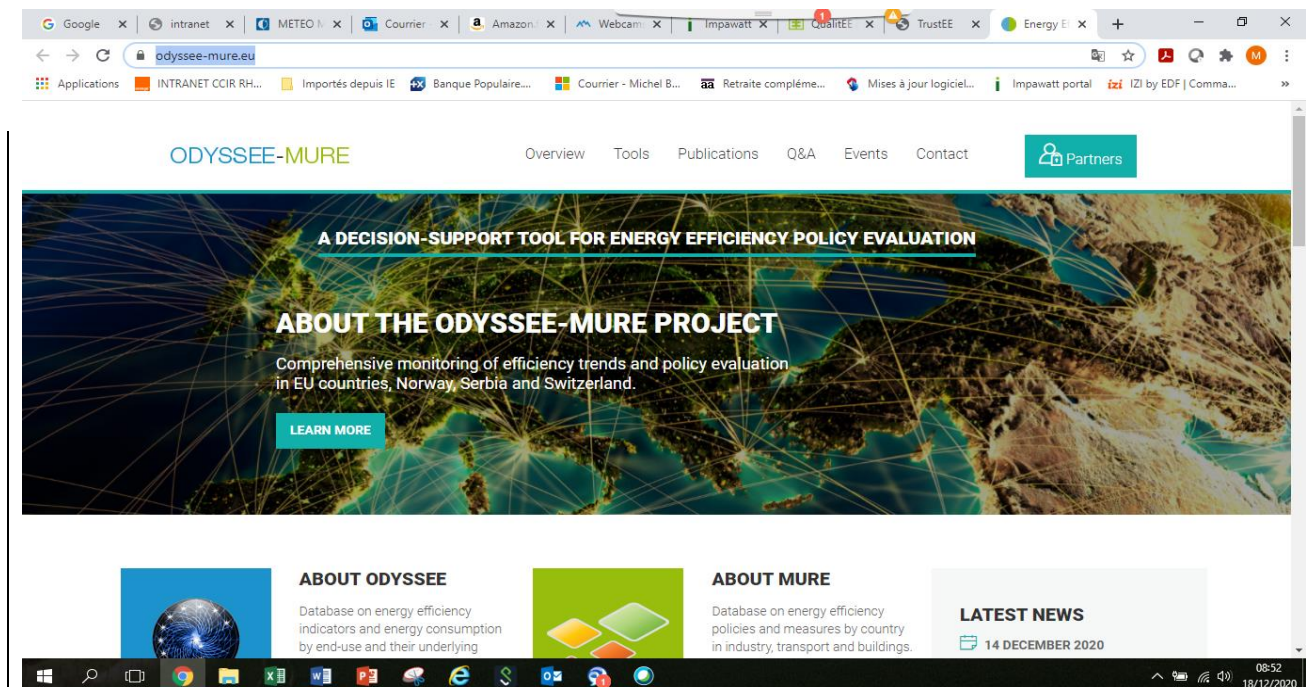 Google
intranet
METEO N
Courrier -
Amazon.
Webcam
Impawatt
QualitEE
TrustEE
Energy E
odyssee-mure.eu
M
Applications
INTRANET CCIR RH...
Importés depuis IE
Banque Populaire....
Courrier - Michel B...
aa Retraite compléme...
Mises à jour logiciel...
Impawatt portal
izi IZI by EDF | Comma...
ODYSSEE-MURE
Overview
Tools
Publications
Q&A
Events
Contact
Partners
A DECISION-SUPPORT TOOL FOR ENERGY EFFICIENCY POLICY EVALUATION
ABOUT THE ODYSSEE-MURE PROJECT
Comprehensive monitoring of efficiency trends and policy evaluation
in EU countries, Norway, Serbia and Switzerland.
LEARN MORE
ABOUT ODYSSEE
Database on energy efficiency
indicators and energy consumption
by end-use and their underlying
ABOUT MURE
Database on energy efficiency
policies and measures by country
in industry, transport and buildings.
LATEST NEWS
14 DECEMBER 2020
08:52
18/12/2020